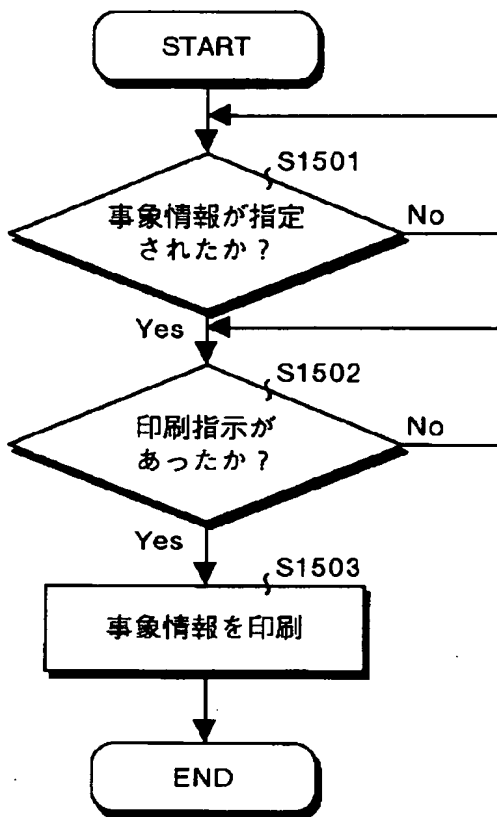 START
S1501
事象情報が指定
されたか？
No
Yes
S1502
印刷指示が
あったか？
No
Yes
S1503
事象情報を印刷
END